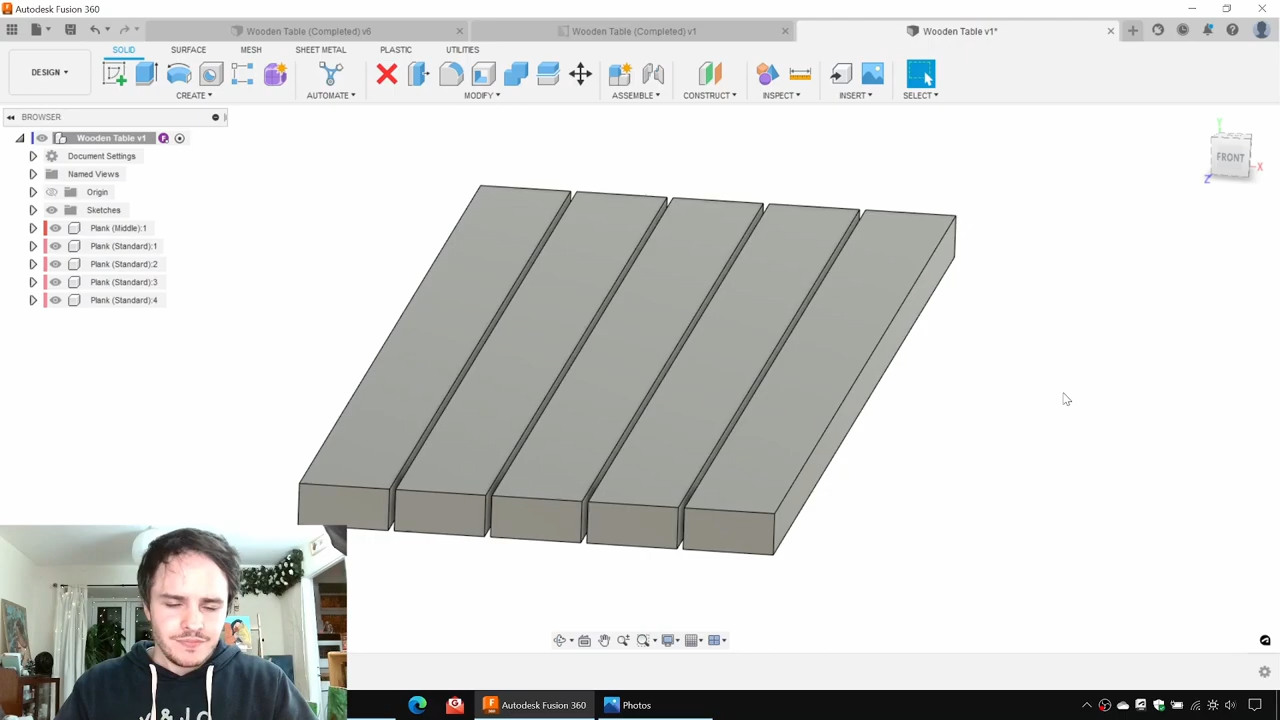 Autodesk Fusion 360
Wooden Table (Completed) v6
Wooden Table (Completed) v1
Wooden Table v1*
SOLID
SURFACE
MESH
SHEET METAL
PLASTIC
UTILITIES
DESIGN
CREATE
AUTOMATE
MODIFY
ASSEMBLE
CONSTRUCT
INSPECT
INSERT
SELECT
BROWSER
Wooden Table v1
Document Settings
Named Views
Origin
Sketches
Plank (Middle):1
Plank (Standard):1
Plank (Standard):2
Plank (Standard):3
Plank (Standard):4
Y
FRONT
X
Z
Autodesk Fusion 360
Photos